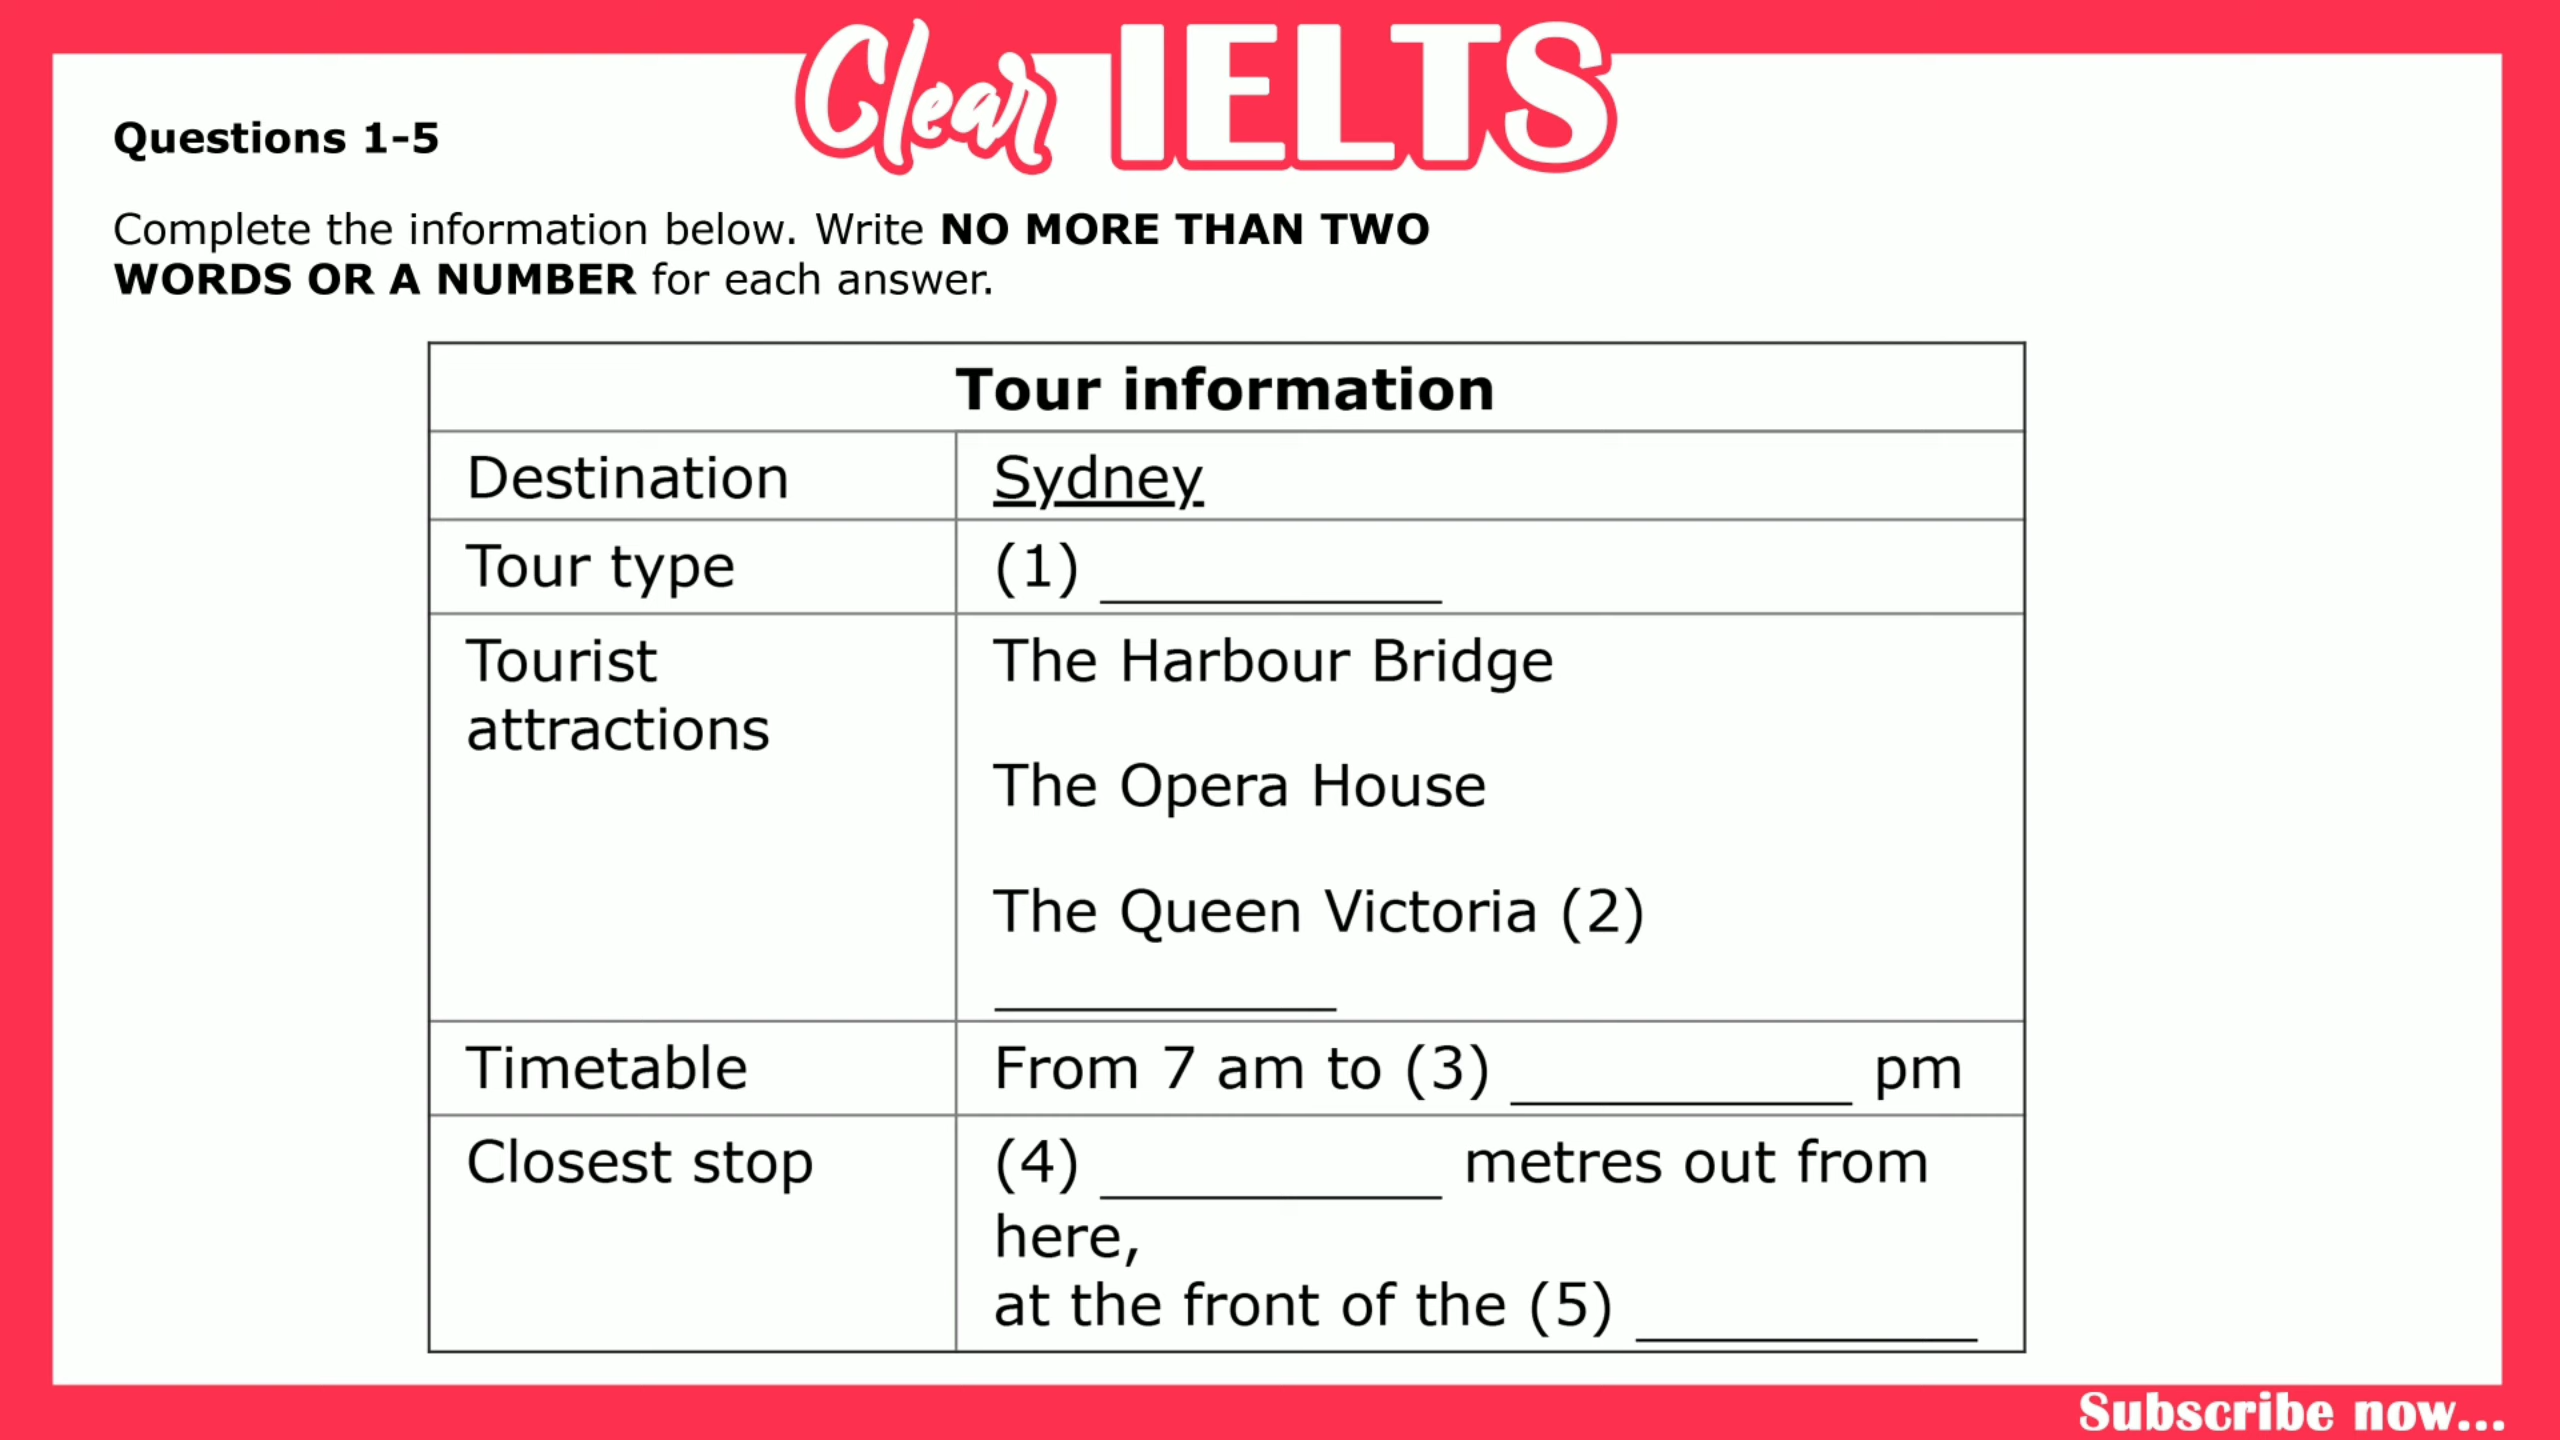 Clear IELTS
Questions 1-5
Complete the information below. Write NO MORE THAN TWO
WORDS OR A NUMBER for each answer.
Tour information
Destination Sydney
Tour type (1) __________
Tourist
attractions
The Harbour Bridge
The Opera House
The Queen Victoria (2)
__________
Timetable From 7 am to (3) __________ pm
Closest stop (4) __________ metres out from
here,
at the front of the (5) __________
Subscribe now...